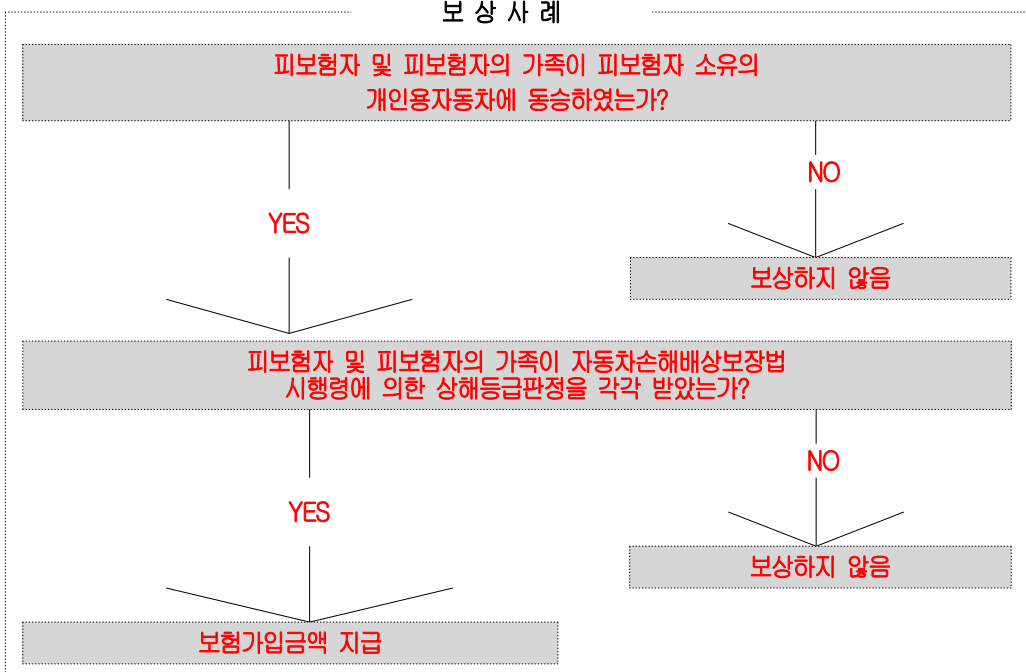 보 상 사 례
피보험자 및 피보험자의 가족이 피보험자 소유의
개인용자동차에 동승하였는가?
NO
YES
보상하지 않음
피보험자 및 피보험자의 가족이 자동차손해배상보장법
시행령에 의한 상해등급판정을 각각 받았는가?
NO
YES
보상하지 않음
보험가입금액 지급